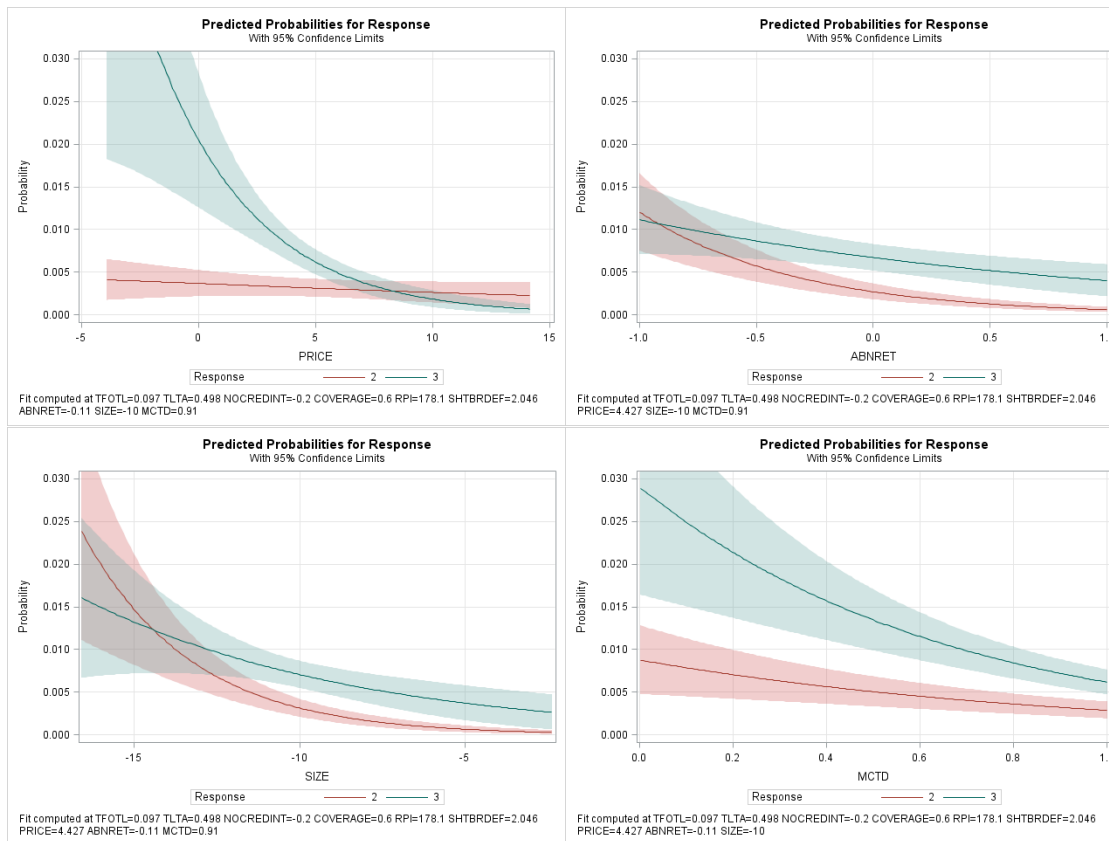 Predicted Probabilities for Response
With 95% Confidence Limits
0.030
0.025
0.020
0.015
0.010
0.005
0.000
Probability
-5 0 5 10 15
PRICE
Response 2 3
Fit computed at TFOTL=0.097 TLTA=0.498 NOCREDINT=-0.2 COVERAGE=0.6 RPI=178.1 SHTBRDEF=2.046
ABNRET=-0.11 SIZE=-10 MCTD=0.91
Predicted Probabilities for Response
With 95% Confidence Limits
0.030
0.025
0.020
0.015
0.010
0.005
0.000
Probability
-1.0 -0.5 0.0 0.5 1.
ABNRET
Response 2 3
Fit computed at TFOTL=0.097 TLTA=0.498 NOCREDINT=-0.2 COVERAGE=0.6 RPI=178.1 SHTBRDEF=2.046
PRICE=4.427 SIZE=-10 MCTD=0.91
Predicted Probabilities for Response
With 95% Confidence Limits
0.030
0.025
0.020
0.015
0.010
0.005
0.000
Probability
-15 -10 -5
SIZE
Response 2 3
Fit computed at TFOTL=0.097 TLTA=0.498 NOCREDINT=-0.2 COVERAGE=0.6 RPI=178.1 SHTBRDEF=2.046
PRICE=4.427 ABNRET=-0.11 MCTD=0.91
Predicted Probabilities for Response
With 95% Confidence Limits
0.030
0.025
0.020
0.015
0.010
0.005
0.000
Probability
0.0 0.2 0.4 0.6 0.8 1.
MCTD
Response 2 3
Fit computed at TFOTL=0.097 TLTA=0.498 NOCREDINT=-0.2 COVERAGE=0.6 RPI=178.1 SHTBRDEF=2.046
PRICE=4.427 ABNRET=-0.11 SIZE=-10